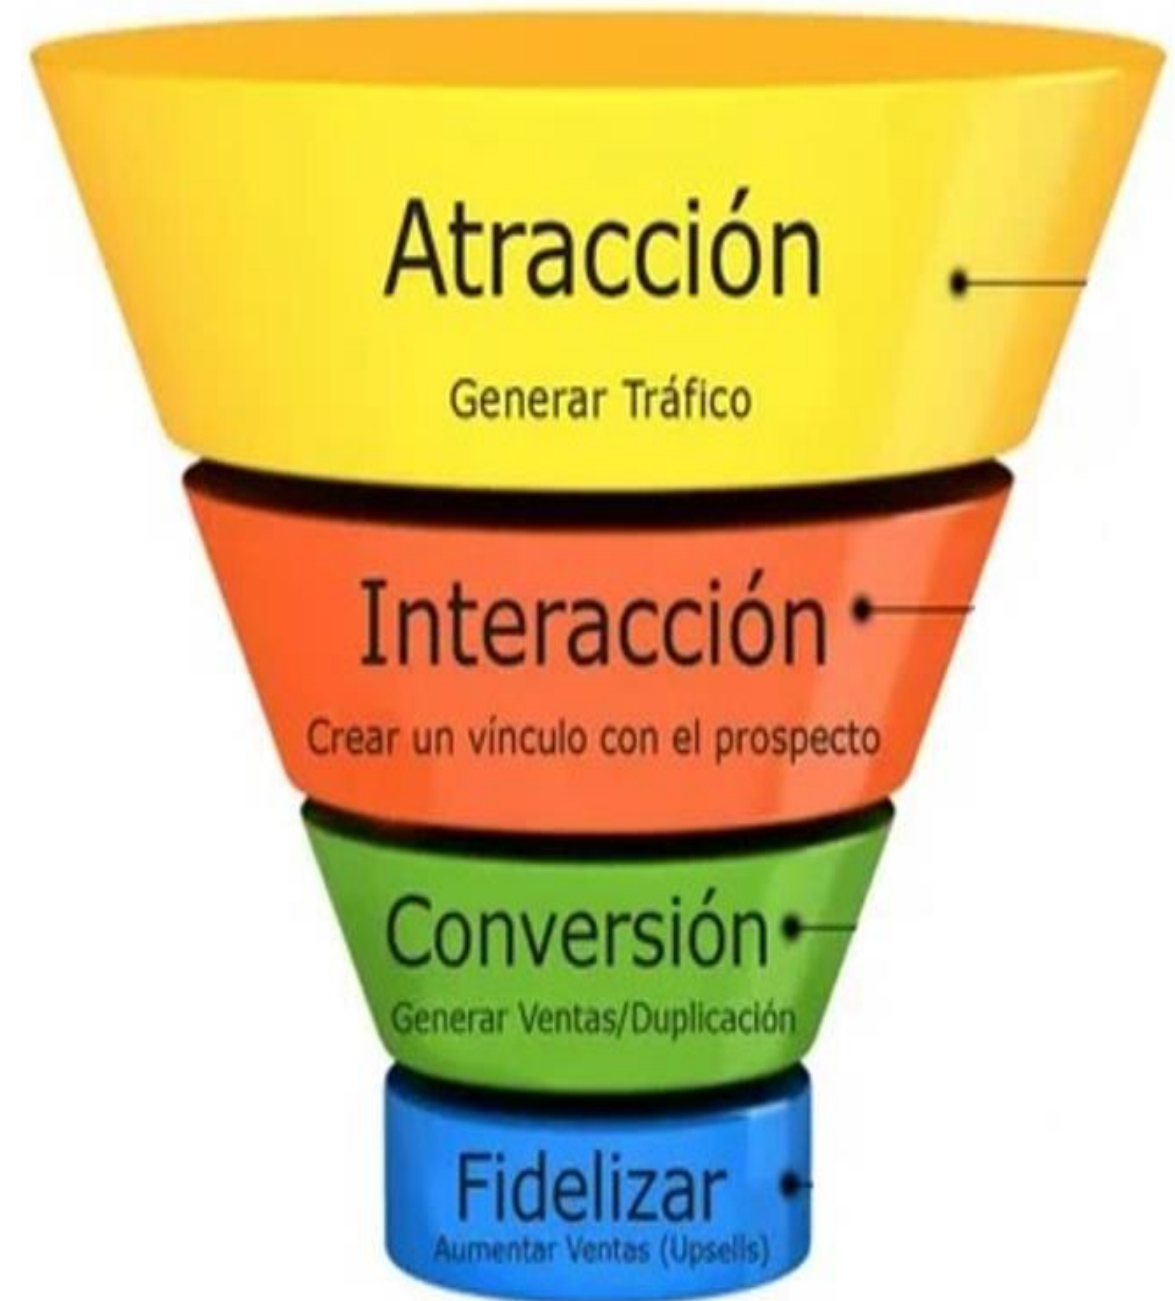 Atracción
Generar Tráfico
Interacción
Crear un vínculo con el prospecto
Conversión
Generar Ventas/Duplicación
Fidelizar
Aumentar Ventas (Upsells)